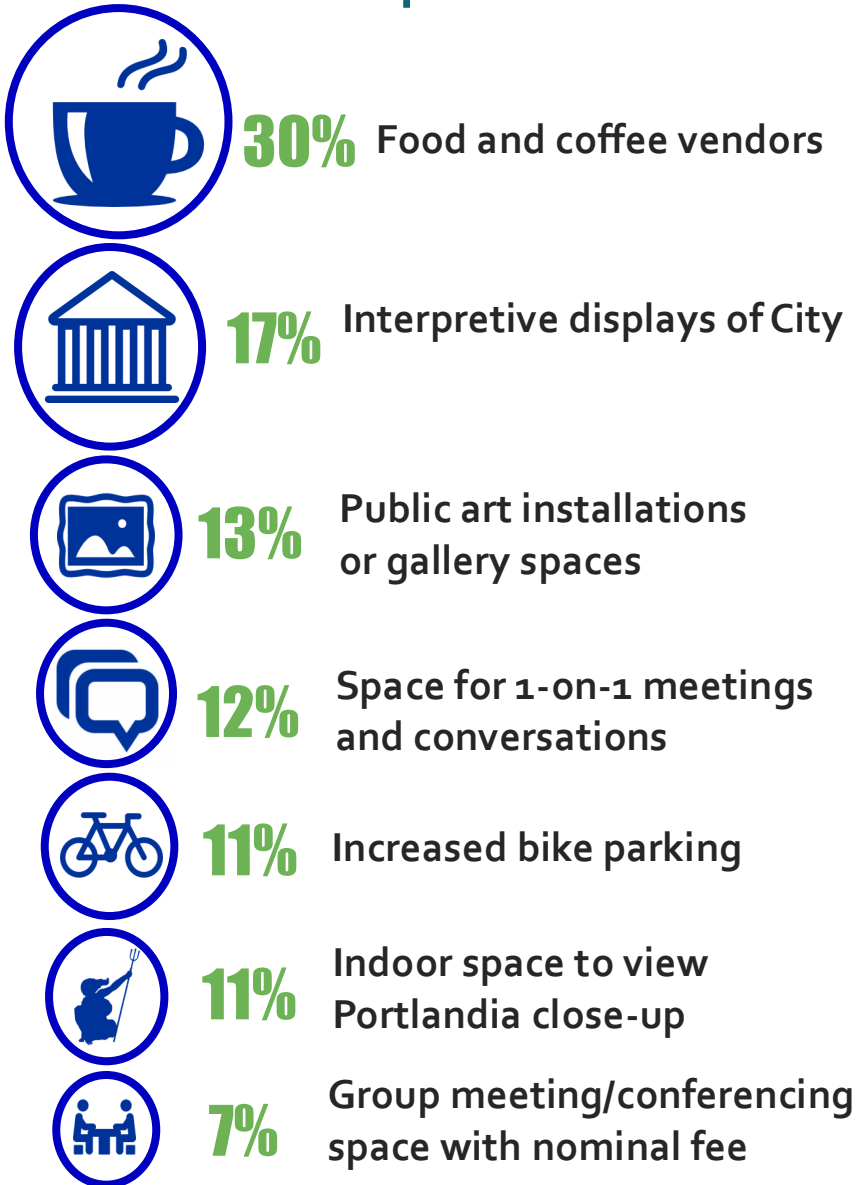 30% Food and coffee vendors
17% Interpretive displays of City
13% Public art installations
or gallery spaces
12% Space for 1-on-1 meetings
and conversations
11% Increased bike parking
11% Indoor space to view
Portlandia close-up
7% Group meeting/conferencing
space with nominal fee